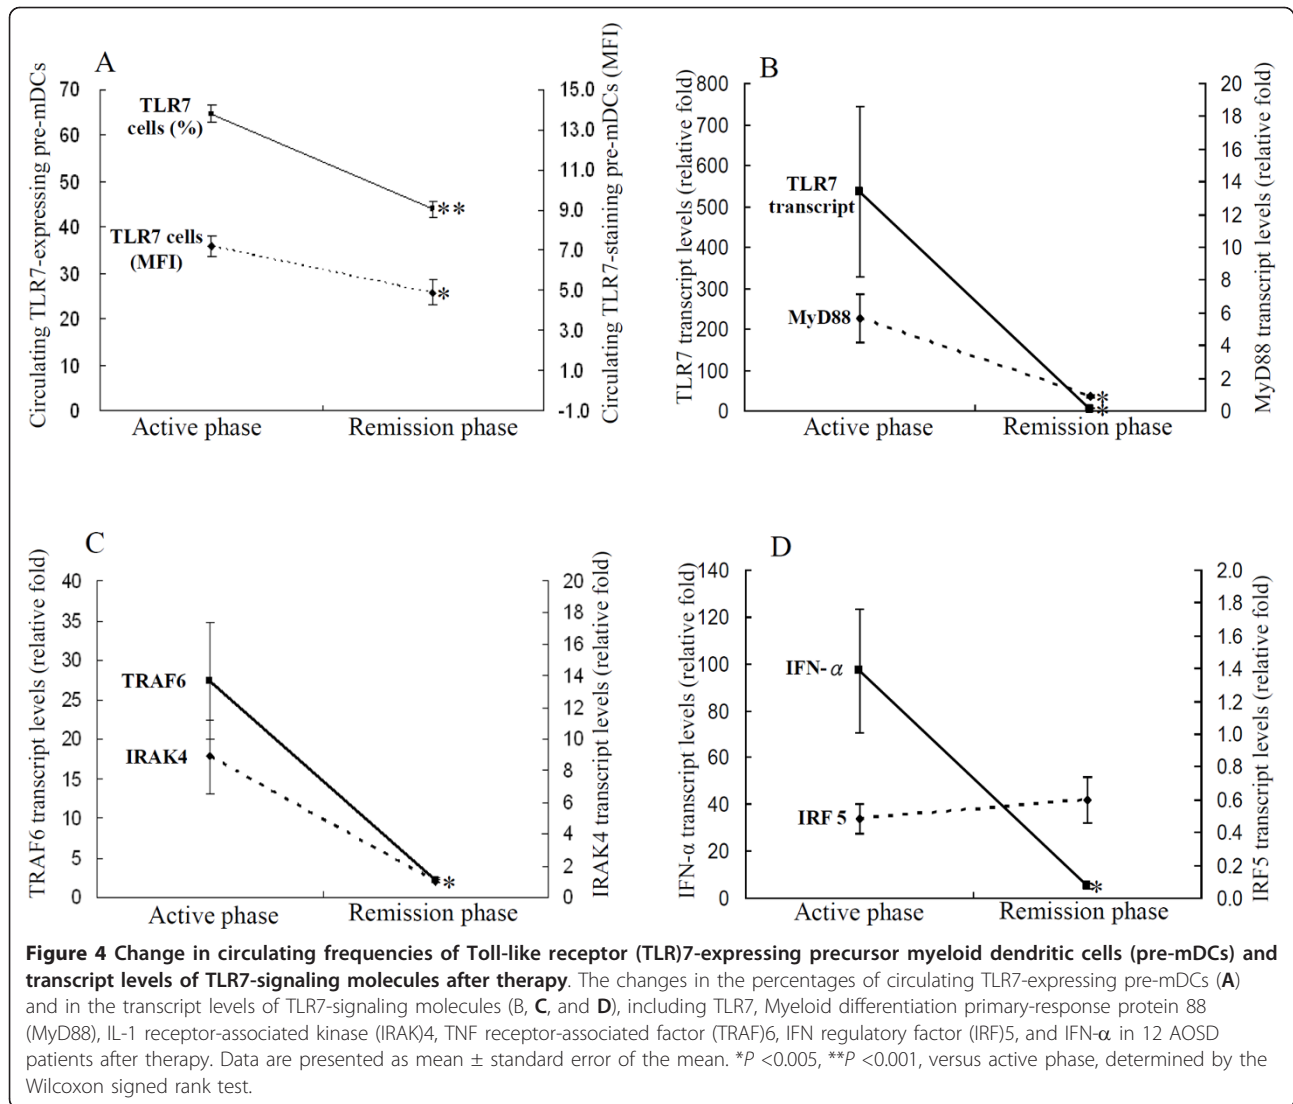 A
Circulating TLR7-expressing pre-mDCs
70
60
50
40
30
20
10
0
TLR7
cells (%)
**
TLR7 cells
(MFI)
*
15.0
13.0
11.0
9.0
7.0
5.0
3.0
1.0
-1.0
Circulating TLR7-staining pre-mDCs (MFI)
Active phase
Remission phase
B
TLR7 transcript levels (relative fold)
800
700
600
500
400
300
200
100
0
TLR7
transcript
MyD88
*
*
20
18
16
14
12
10
8
6
4
2
0
MyD88 transcript levels (relative fold)
Active phase
Remission phase
C
TRAF6 transcript levels (relative fold)
40
35
30
25
20
15
10
5
0
TRAF6
IRAK4
*
20
18
16
14
12
10
8
6
4
2
0
IRAK4 transcript levels (relative fold)
Active phase
Remission phase
D
IFN-α transcript levels (relative fold)
140
120
100
80
60
40
20
0
IFN-α
IRF5
*
2.0
1.8
1.6
1.4
1.2
1.0
0.8
0.6
0.4
0.2
0.0
IRF5 transcript levels (relative fold)
Active phase
Remission phase
Figure 4 Change in circulating frequencies of Toll-like receptor (TLR)7-expressing precursor myeloid dendritic cells (pre-mDCs) and
transcript levels of TLR7-signaling molecules after therapy. The changes in the percentages of circulating TLR7-expressing pre-mDCs (A)
and in the transcript levels of TLR7-signaling molecules (B, C, and D), including TLR7, Myeloid differentiation primary-response protein 88
(MyD88), IL-1 receptor-associated kinase (IRAK)4, TNF receptor-associated factor (TRAF)6, IFN regulatory factor (IRF)5, and IFN-α in 12 AOSD
patients after therapy. Data are presented as mean ± standard error of the mean. *P <0.005, **P <0.001, versus active phase, determined by the
Wilcoxon signed rank test.